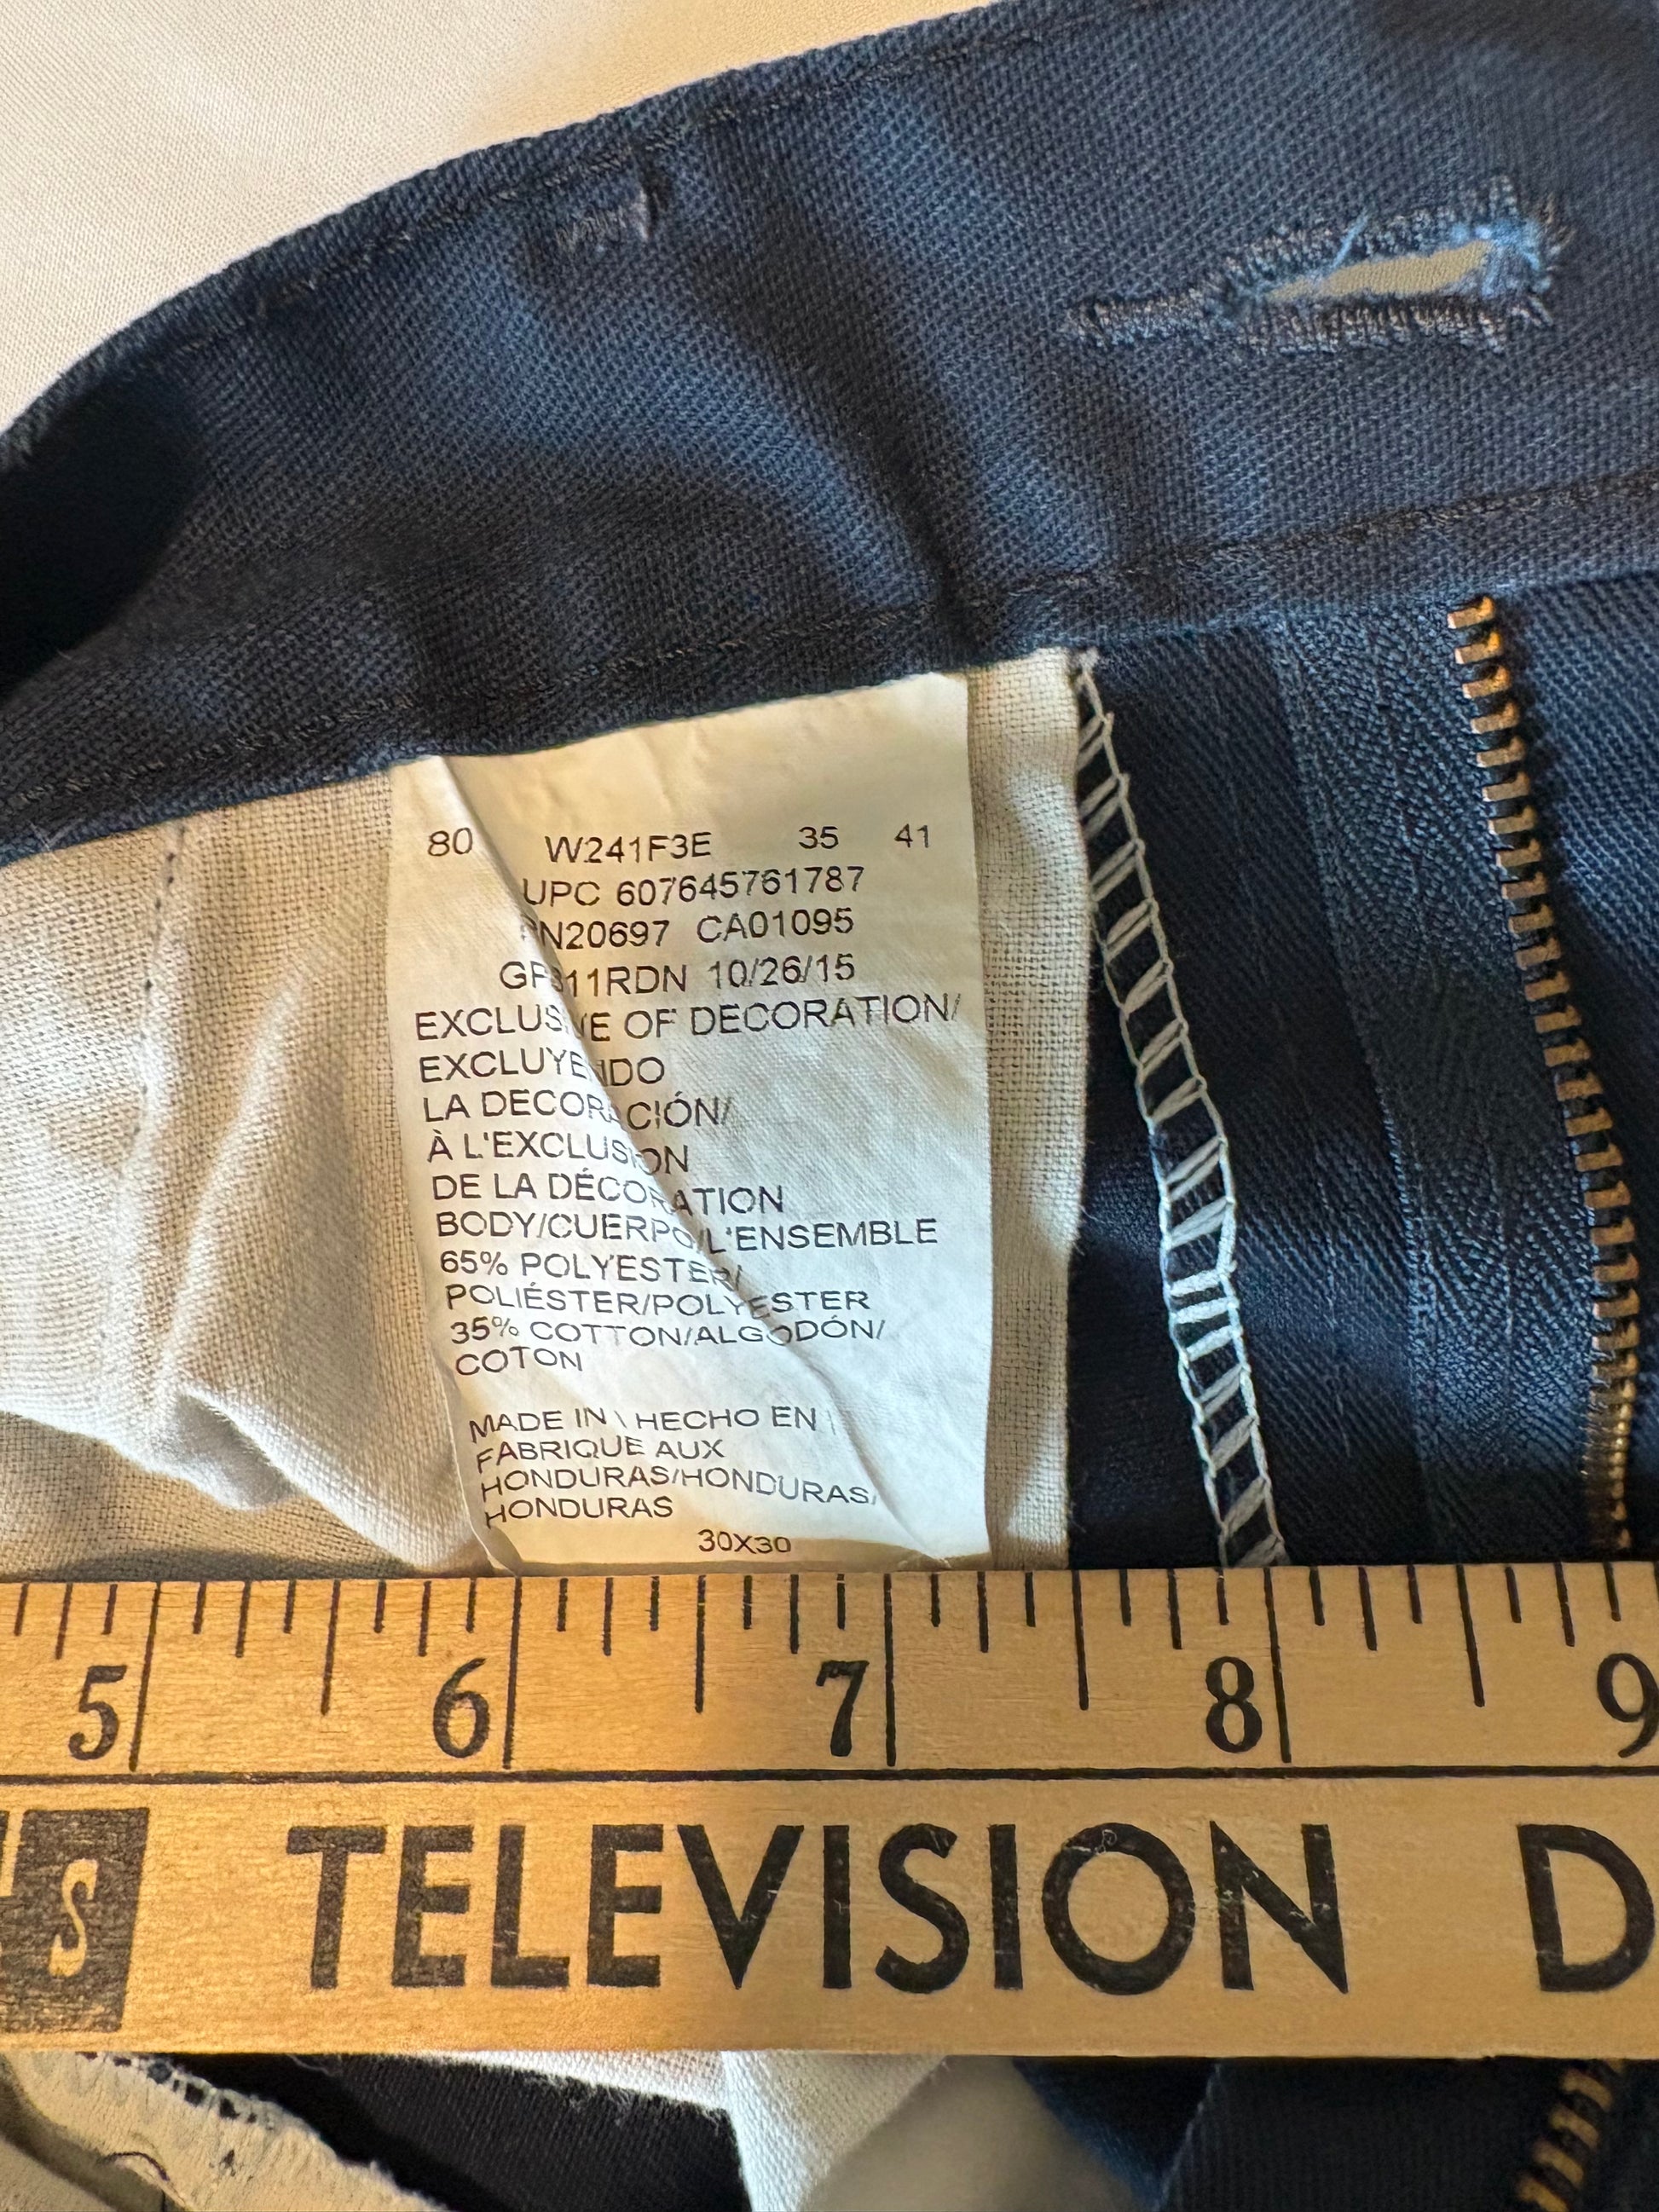 80 W241F3E 35 41
UPC 607645761787
N20697 CA01095
10/26/15
EXCLUSIVE OF DECORATION/
EXCLUYENDO
LA DECORACIÓN/
À L'EXCLUSION
DE LA DÉCORATION
BODY/CUERPO/L'ENSEMBLE
65% POLYESTER/
POLIÉSTER/POLYESTER
35% COTTON/ALGODÓN/
COTON
MADE IN \ HECHO EN \
FABRIQUE AUX
HONDURAS/HONDURAS/
HONDURAS
30X30
5 6 7 8 9
S TELEVISION D